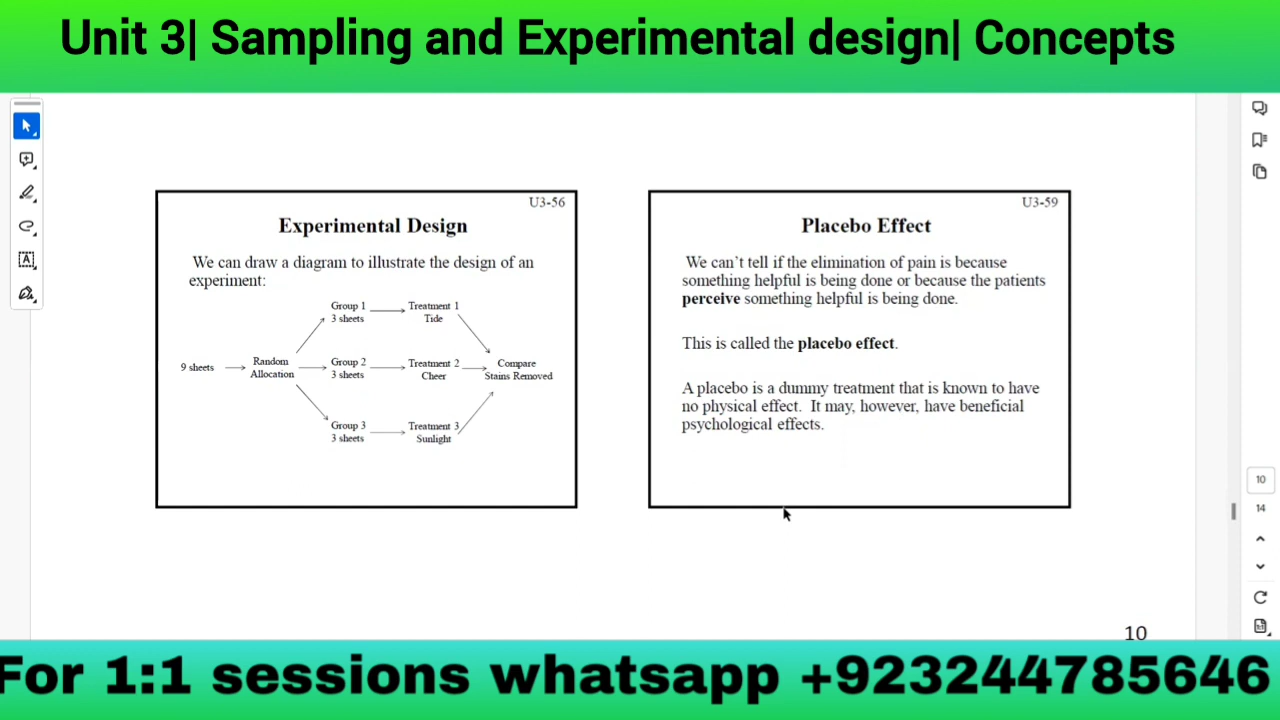 Unit 3| Sampling and Experimental design| Concepts
U3-56
Experimental Design
We can draw a diagram to illustrate the design of an
experiment:
Group 1
3 sheets
Treatment 1
Tide
9 sheets
Random
Allocation
Group 2
3 sheets
Treatment 2
Cheer
Compare
Stains Removed
Group 3
3 sheets
Treatment 3
Sunlight
U3-59
Placebo Effect
We can't tell if the elimination of pain is because
something helpful is being done or because the patients
perceive something helpful is being done.
This is called the placebo effect.
A placebo is a dummy treatment that is known to have
no physical effect. It may, however, have beneficial
psychological effects.
10
14
10
For 1:1 sessions whatsapp +923244785646